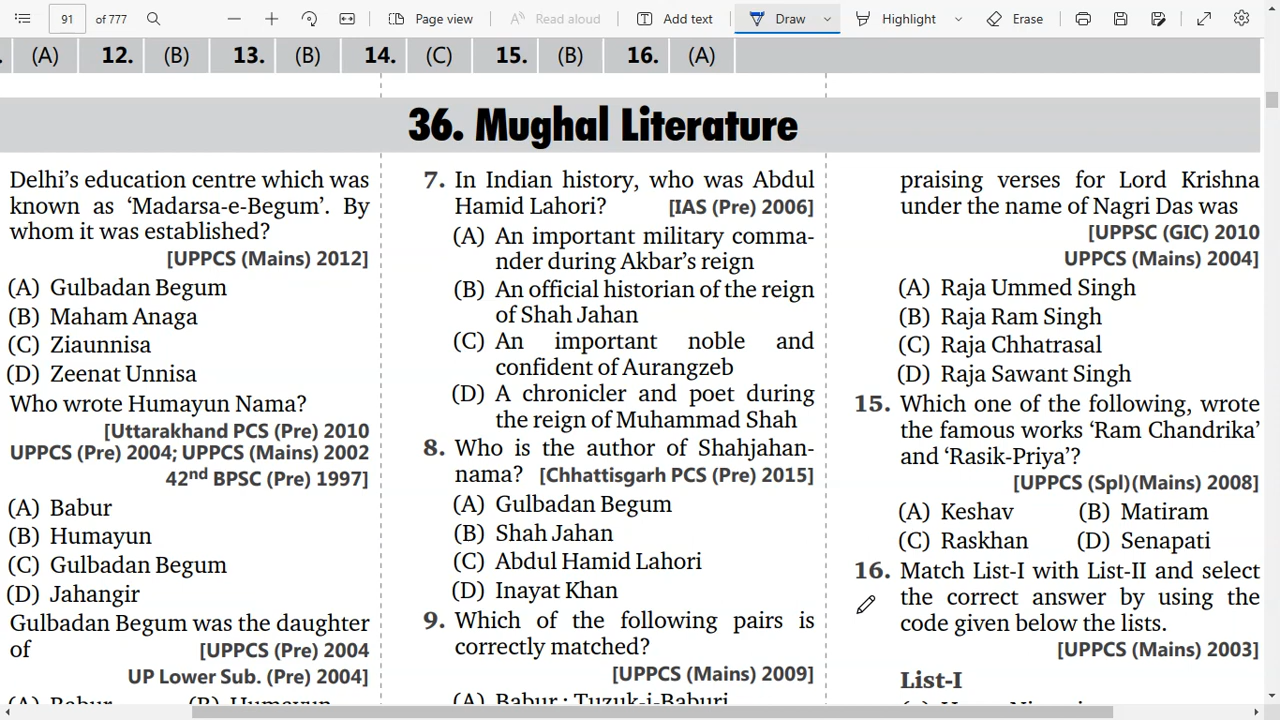 91 of 777
Page view
Read aloud
Add text
Draw
Highlight
Erase
(A) 12. (B) 13. (B) 14. (C) 15. (B) 16. (A)
36. Mughal Literature
Delhi's education centre which was
known as 'Madarsa-e-Begum'. By
whom it was established?
[UPPCS (Mains) 2012]
(A) Gulbadan Begum
(B) Maham Anaga
(C) Ziaunnisa
(D) Zeenat Unnisa
Who wrote Humayun Nama?
[Uttarakhand PCS (Pre) 2010
UPPCS (Pre) 2004; UPPCS (Mains) 2002
42nd BPSC (Pre) 1997]
(A) Babur
(B) Humayun
(C) Gulbadan Begum
(D) Jahangir
Gulbadan Begum was the daughter
of [UPPCS (Pre) 2004
UP Lower Sub. (Pre) 2004]
(A) Babur (B) Humayun
7. In Indian history, who was Abdul
Hamid Lahori? [IAS (Pre) 2006]
(A) An important military comma-
nder during Akbar's reign
(B) An official historian of the reign
of Shah Jahan
(C) An important noble and
confident of Aurangzeb
(D) A chronicler and poet during
the reign of Muhammad Shah
8. Who is the author of Shahjahan-
nama? [Chhattisgarh PCS (Pre) 2015]
(A) Gulbadan Begum
(B) Shah Jahan
(C) Abdul Hamid Lahori
(D) Inayat Khan
9. Which of the following pairs is
correctly matched?
[UPPCS (Mains) 2009]
(A) Babur : Tuzuk-i-Baburi
praising verses for Lord Krishna
under the name of Nagri Das was
[UPPSC (GIC) 2010
UPPCS (Mains) 2004]
(A) Raja Ummed Singh
(B) Raja Ram Singh
(C) Raja Chhatrasal
(D) Raja Sawant Singh
15. Which one of the following, wrote
the famous works 'Ram Chandrika'
and 'Rasik-Priya'?
[UPPCS (Spl)(Mains) 2008]
(A) Keshav (B) Matiram
(C) Raskhan (D) Senapati
16. Match List-I with List-II and select
the correct answer by using the
code given below the lists.
[UPPCS (Mains) 2003]
List-I